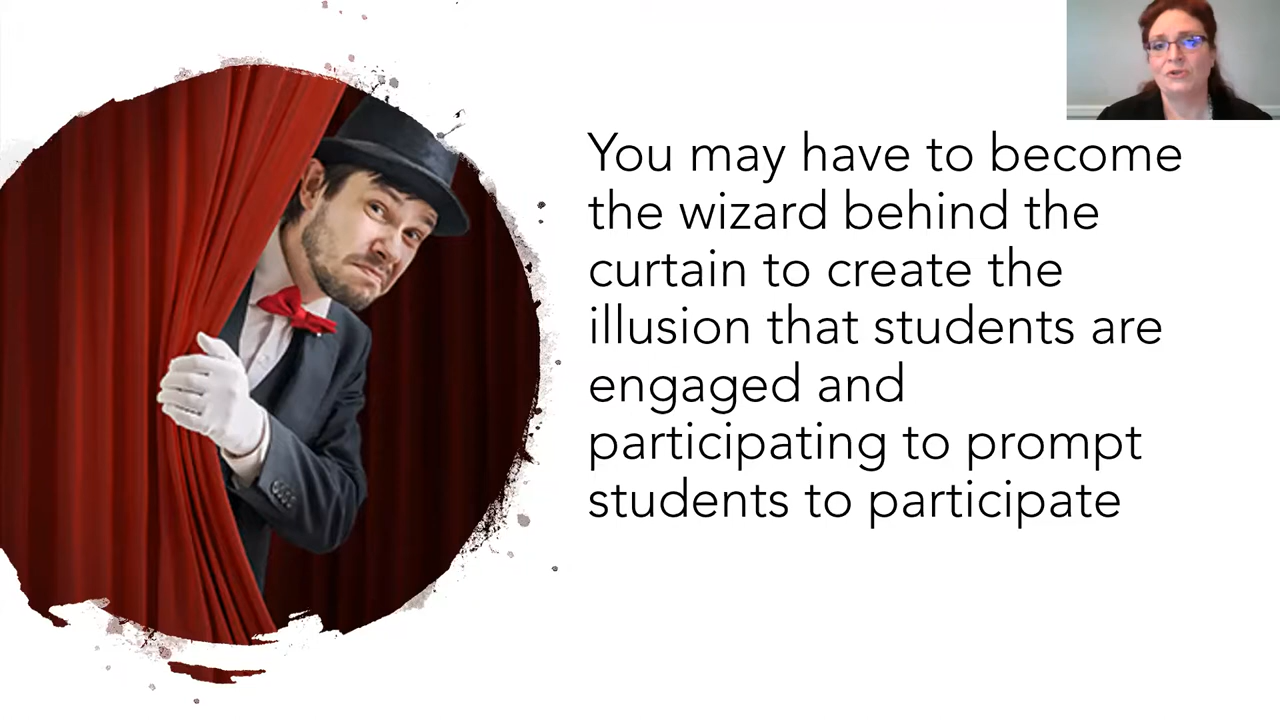 You may have to become
the wizard behind the
curtain to create the
illusion that students are
engaged and
participating to prompt
students to participate